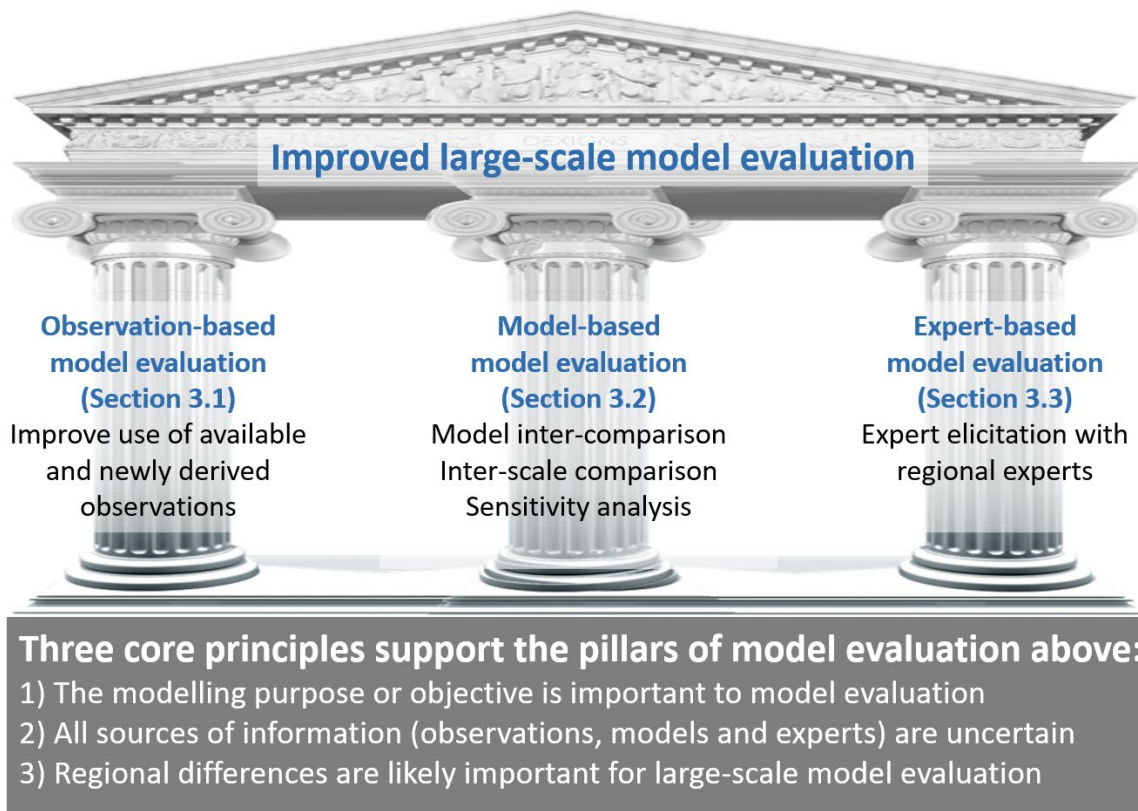 Improved large-scale model evaluation
Observation-based
model evaluation
(Section 3.1)
Improve use of available
and newly derived
observations
Model-based
model evaluation
(Section 3.2)
Model inter-comparison
Inter-scale comparison
Sensitivity analysis
Expert-based
model evaluation
(Section 3.3)
Expert elicitation with
regional experts
Three core principles support the pillars of model evaluation above:
1) The modelling purpose or objective is important to model evaluation
2) All sources of information (observations, models and experts) are uncertain
3) Regional differences are likely important for large-scale model evaluation